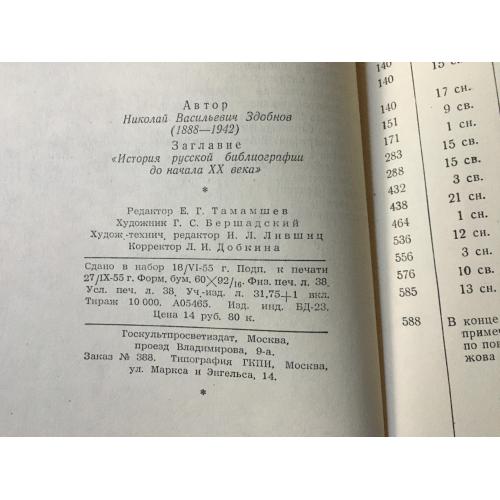 Автор
Николай Васильевич Здобнов
(1888—1942)
Заглавие
«История русской библиографии
до начала XX века»
*
Редактор Е. Г. Тамамшев
Художник Г. С. Бершадский
Худож.-технич. редактор И. Л. Лившиц
Корректор Л. И. Добкина
Сдано в набор 18/VI-55 г. Подп. к печати
27/IX-55 г. Форм. бум. 60×92/16. Физ. печ. л. 38.
Усл. печ. л. 38. Уч.-изд. л. 31,75+1 вкл.
Тираж 10 000. А05465. Изд. инд. БД-23.
Цена 14 руб. 80 к.
Госкультпросветиздат, Москва,
проезд Владимирова, 9-а.
Заказ № 388. Типография ГКПИ, Москва,
ул. Маркса и Энгельса, 14.
*
140 15 сн.
140
17 сн.
140 9 св.
151 1 сн.
171 15 св.
283 15 св.
288 3 св.
432 21 сн.
438 1 сн.
464 12 сн.
536 3 сн.
556 10 св.
576 13 сн.
585
588 В конце
примеч
по
жова